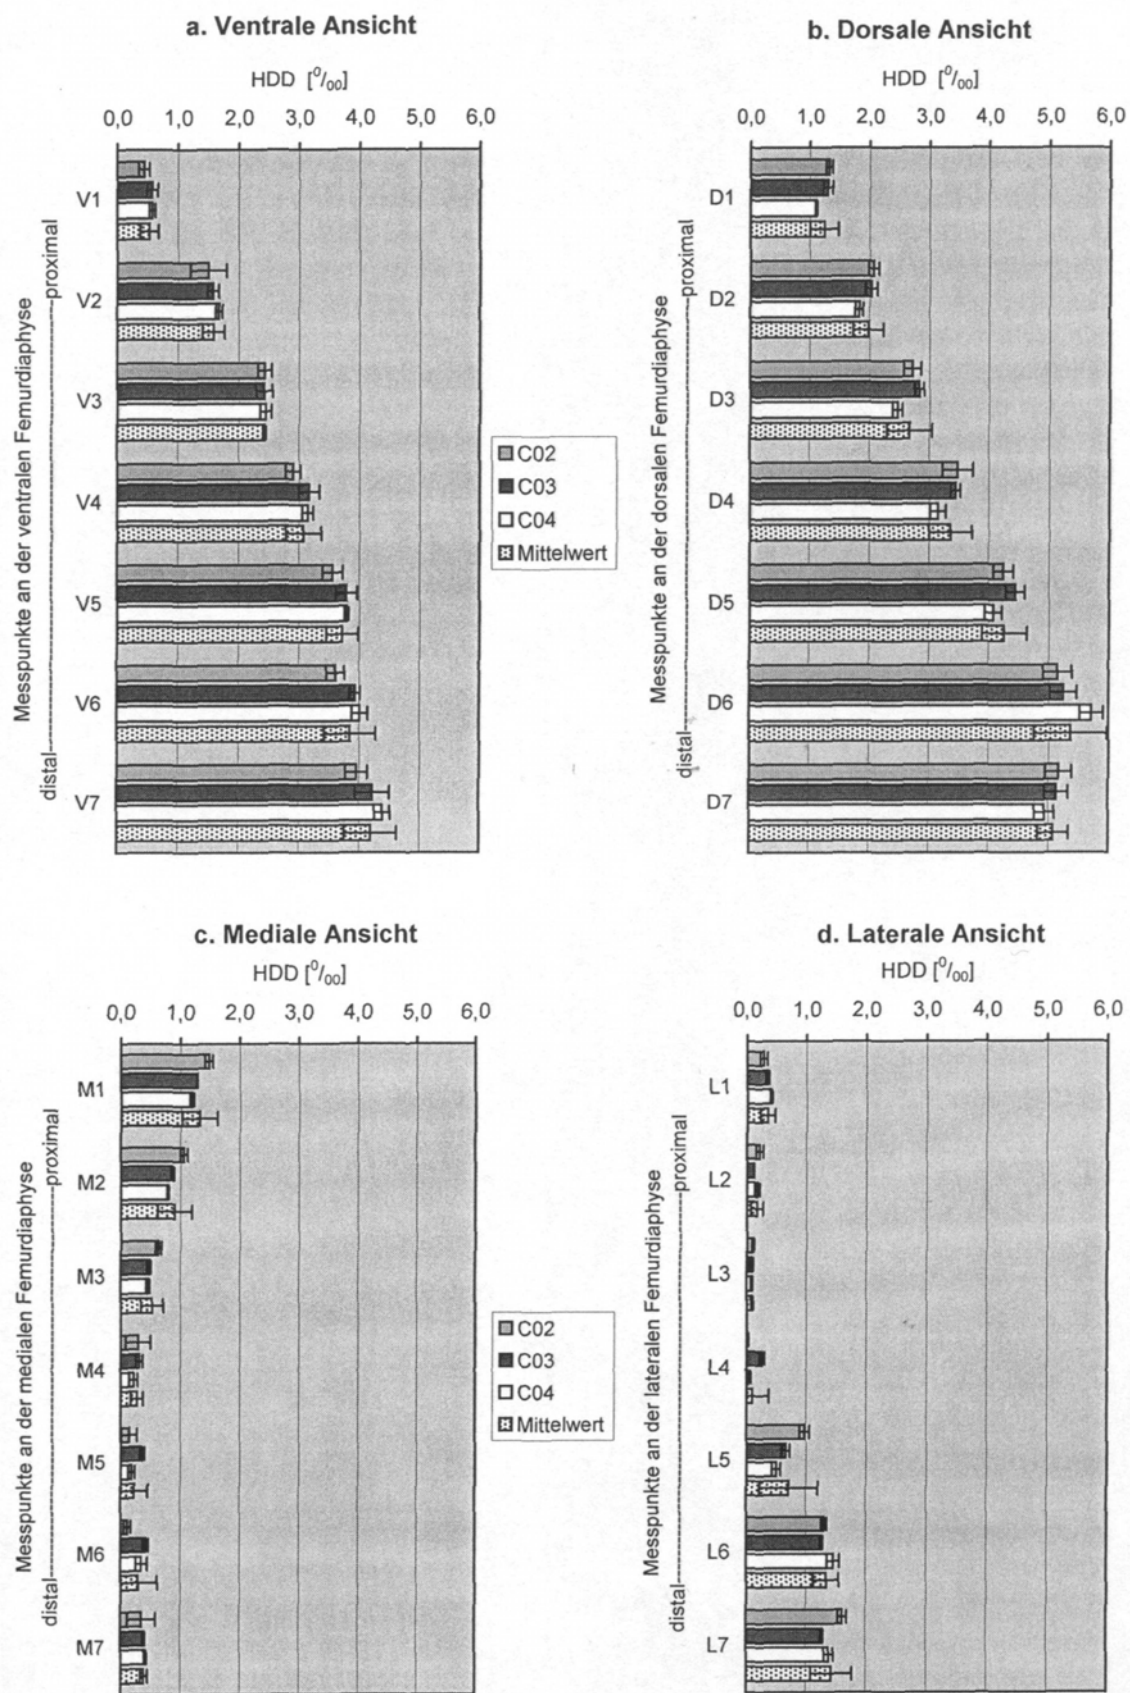 a. Ventrale Ansicht
HDD [⁰/₀₀]
0,0 1,0 2,0 3,0 4,0 5,0 6,0
Messpunkte an der ventralen Femurdiaphyse
distal proximal
V1
V2
V3
V4
V5
V6
V7
C02
C03
C04
Mittelwert
b. Dorsale Ansicht
HDD [⁰/₀₀]
0,0 1,0 2,0 3,0 4,0 5,0 6,0
Messpunkte an der dorsalen Femurdiaphyse
distal proximal
D1
D2
D3
D4
D5
D6
D7
c. Mediale Ansicht
HDD [⁰/₀₀]
0,0 1,0 2,0 3,0 4,0 5,0 6,0
Messpunkte an der medialen Femurdiaphyse
distal proximal
M1
M2
M3
M4
M5
M6
M7
C02
C03
C04
Mittelwert
d. Laterale Ansicht
HDD [⁰/₀₀]
0,0 1,0 2,0 3,0 4,0 5,0 6,0
Messpunkte an der lateralen Femurdiaphyse
distal proximal
L1
L2
L3
L4
L5
L6
L7